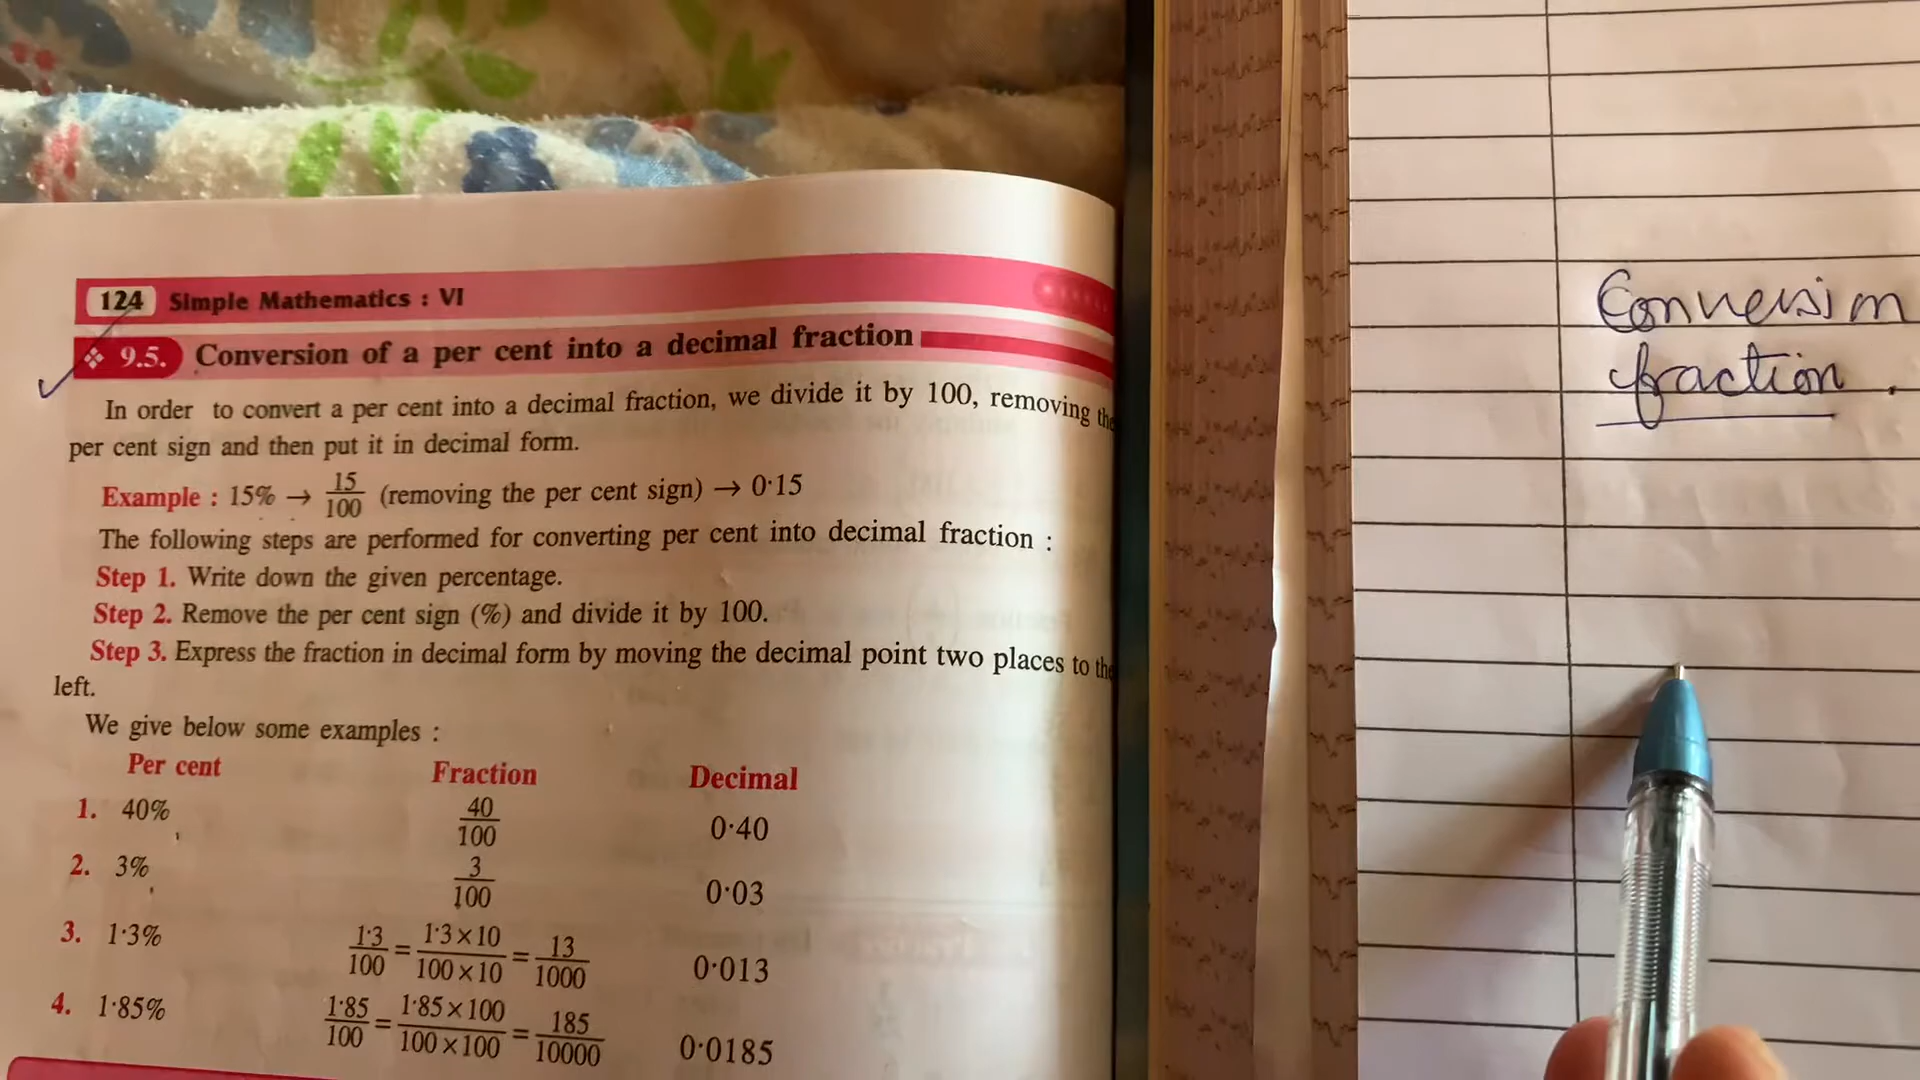 124 Simple Mathematics : VI
❖ 9.5. Conversion of a per cent into a decimal fraction
In order to convert a per cent into a decimal fraction, we divide it by 100, removing the
per cent sign and then put it in decimal form.
Example : 15% → 15/100 (removing the per cent sign) → 0·15
The following steps are performed for converting per cent into decimal fraction :
Step 1. Write down the given percentage.
Step 2. Remove the per cent sign (%) and divide it by 100.
Step 3. Express the fraction in decimal form by moving the decimal point two places to the
left.
We give below some examples :
Per cent Fraction Decimal
1. 40% 40/100 0·40
2. 3% 3/100 0·03
3. 1·3% 1·3/100 = 1·3×10/100×10 = 13/1000 0·013
4. 1·85% 1·85/100 = 1·85×100/100×100 = 185/10000 0·0185
Conversion
fraction.